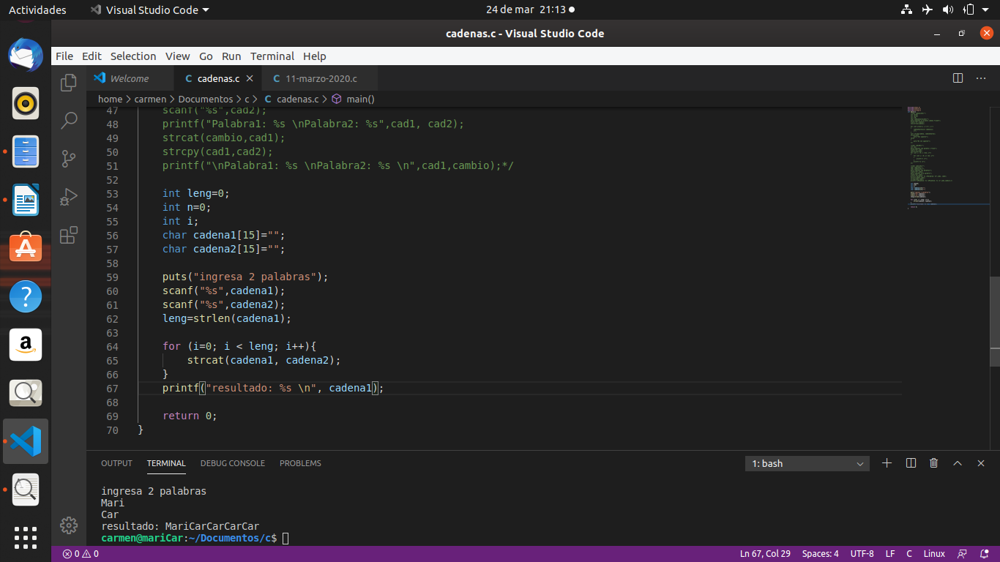 Actividades Visual Studio Code 24 de mar 21:13
cadenas.c - Visual Studio Code
File Edit Selection View Go Run Terminal Help
Welcome C cadenas.c C 11-marzo-2020.c
home > carmen > Documentos > c > C cadenas.c > main()
47 scanf("%s",cad2);
48 printf("Palabra1: %s \nPalabra2: %s",cad1, cad2);
49 strcat(cambio,cad1);
50 strcpy(cad1,cad2);
51 printf("\nPalabra1: %s \nPalabra2: %s \n",cad1,cambio);*/
52
53 int leng=0;
54 int n=0;
55 int i;
56 char cadena1[15]="";
57 char cadena2[15]="";
58
59 puts("ingresa 2 palabras");
60 scanf("%s",cadena1);
61 scanf("%s",cadena2);
62 leng=strlen(cadena1);
63
64 for (i=0; i < leng; i++){
65 strcat(cadena1, cadena2);
66 }
67 printf("resultado: %s \n", cadena1);
68
69 return 0;
70 }
OUTPUT TERMINAL DEBUG CONSOLE PROBLEMS 1: bash
ingresa 2 palabras
Mari
Car
resultado: MariCarCarCarCar
carmen@mariCar:~/Documentos/c$
0 0 Ln 67, Col 29 Spaces: 4 UTF-8 LF C Linux